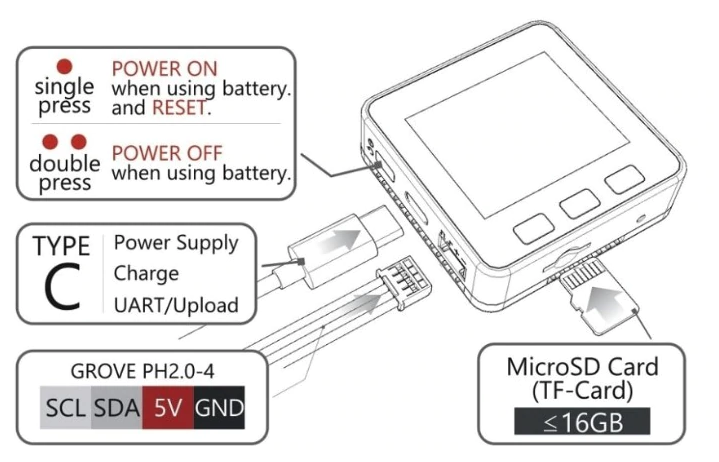 single
press
POWER ON
when using battery.
and RESET.
double
press
POWER OFF
when using battery.
TYPE
C
Power Supply
Charge
UART/Upload
GROVE PH2.0-4
SCL SDA 5V GND
MicroSD Card
(TF-Card)
≤16GB